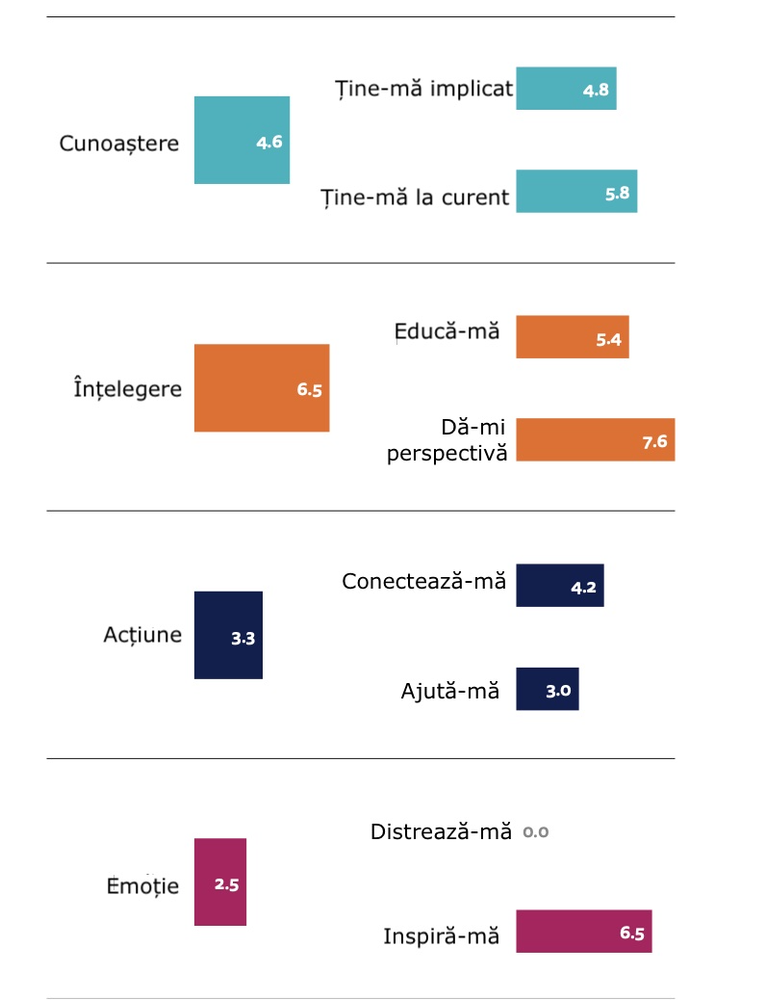 Ține-mă implicat 4.8
Cunoaștere 4.6
Ține-mă la curent 5.8
Educă-mă 5.4
Înțelegere 6.5
Dă-mi
perspectivă 7.6
Conectează-mă 4.2
Acțiune 3.3
Ajută-mă 3.0
Distrează-mă 0.0
Emoție 2.5
Inspiră-mă 6.5